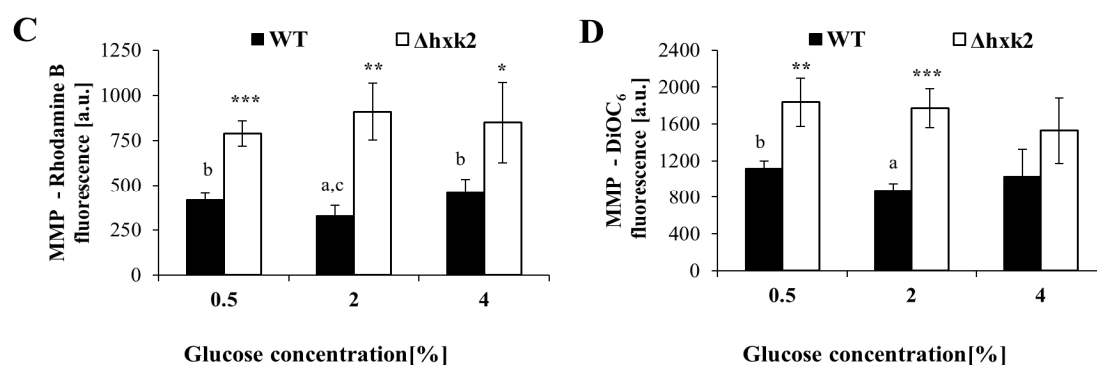 C
WT Δhxk2
MMP - Rhodamine B
fluorescence [a.u.]
1250
1000
750
500
250
0
b
***
a,c
**
b
*
0.5 2 4
Glucose concentration[%]
D
WT Δhxk2
MMP - DiOC6
fluorescence [a.u.]
2400
2000
1600
1200
800
400
0
b
**
a
***
0.5 2 4
Glucose concentration[%]